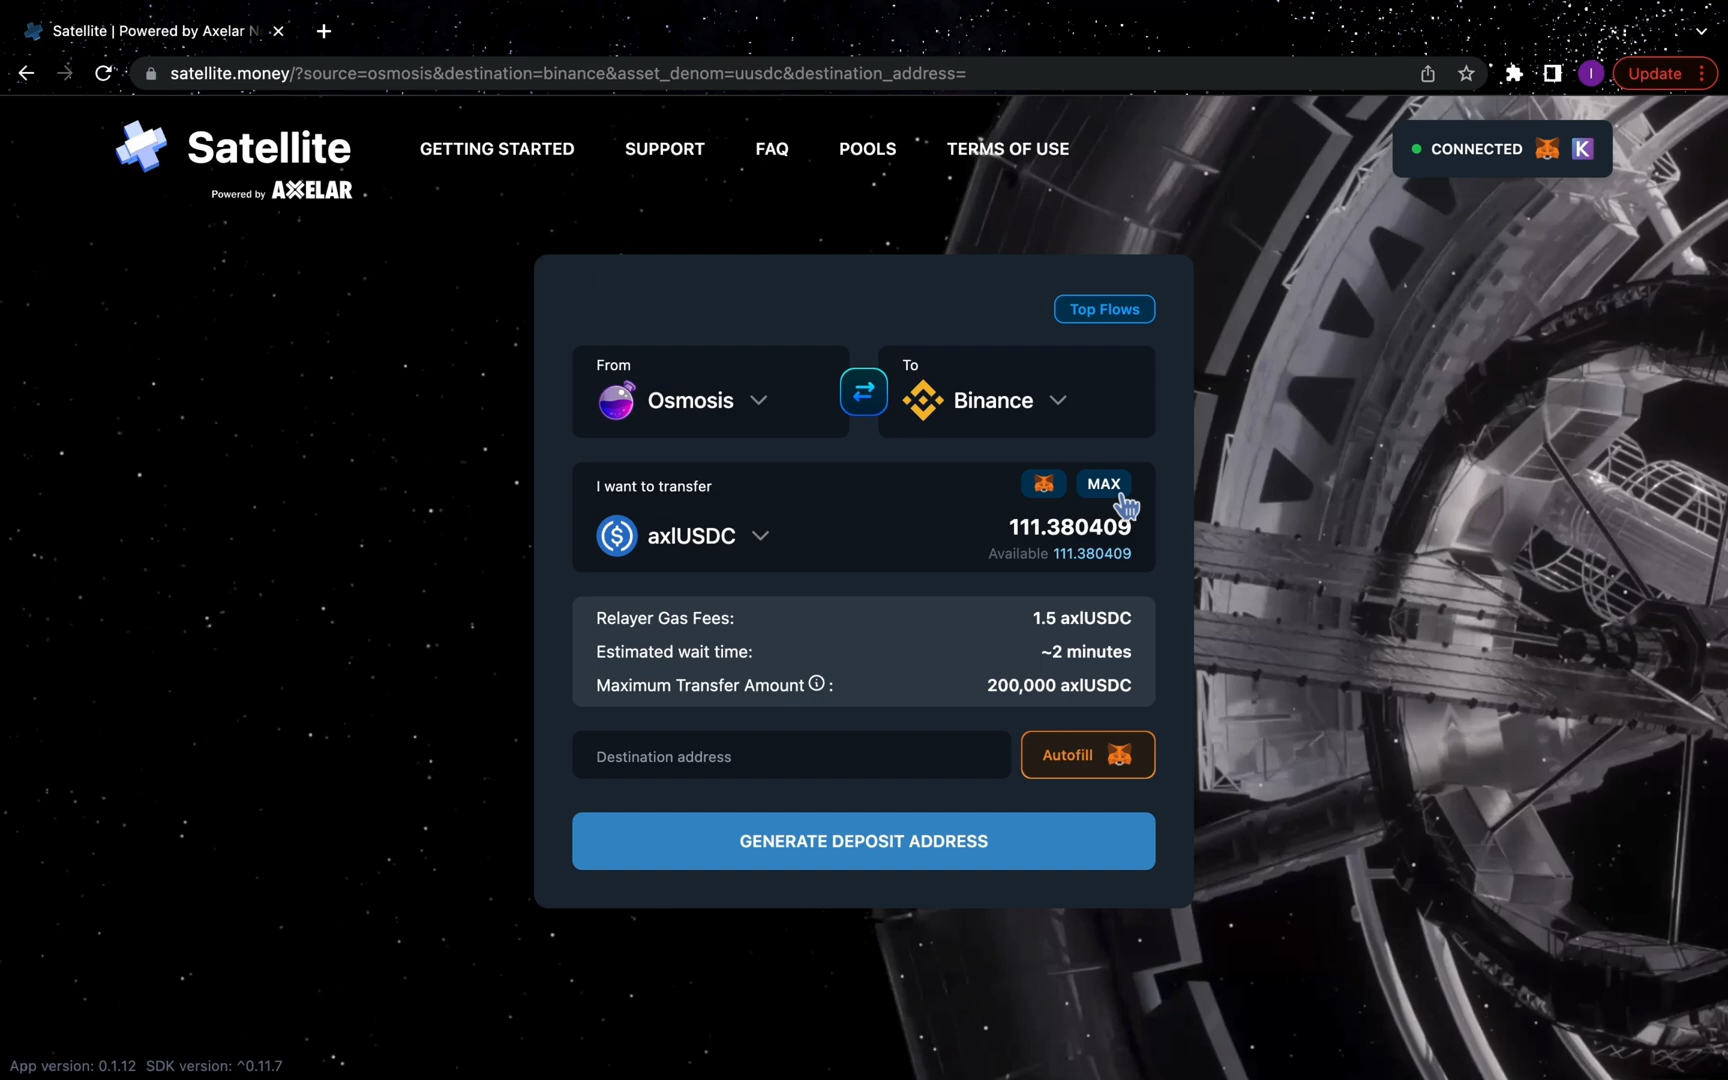 Satellite | Powered by Axelar N
satellite.money/?source=osmosis&destination=binance&asset_denom=uusdc&destination_address=
I
Update
Satellite
Powered by AXELAR
GETTING STARTED
SUPPORT
FAQ
POOLS
TERMS OF USE
CONNECTED
K
Top Flows
From
Osmosis
To
Binance
I want to transfer
MAX
axlUSDC
111.380409
Available 111.380409
Relayer Gas Fees: 1.5 axlUSDC
Estimated wait time: ~2 minutes
Maximum Transfer Amount : 200,000 axlUSDC
Destination address
Autofill
GENERATE DEPOSIT ADDRESS
App version: 0.1.12 SDK version: ^0.11.7